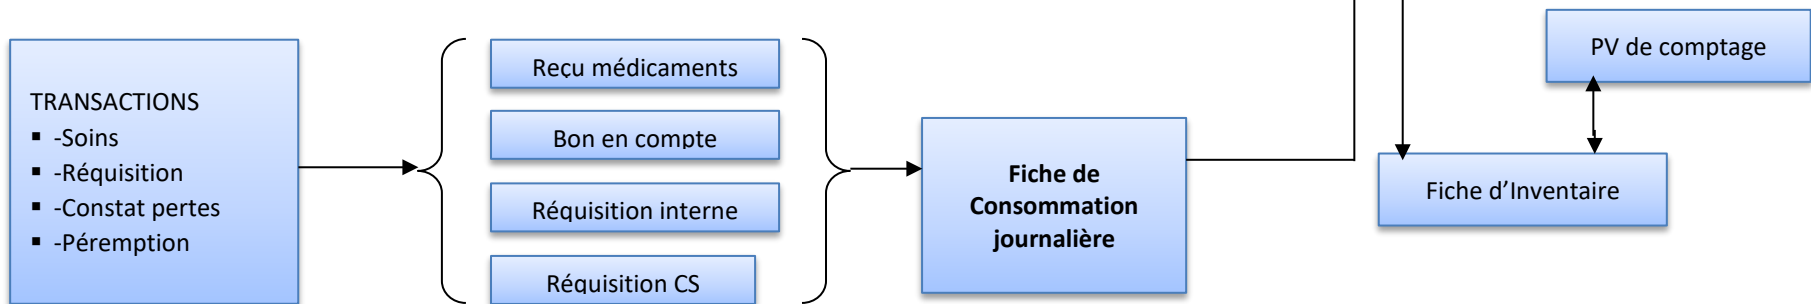 TRANSACTIONS
▪ -Soins
▪ -Réquisition
▪ -Constat pertes
▪ -Péremption
Reçu médicaments
Bon en compte
Réquisition interne
Réquisition CS
Fiche de
Consommation
journalière
PV de comptage
Fiche d’Inventaire